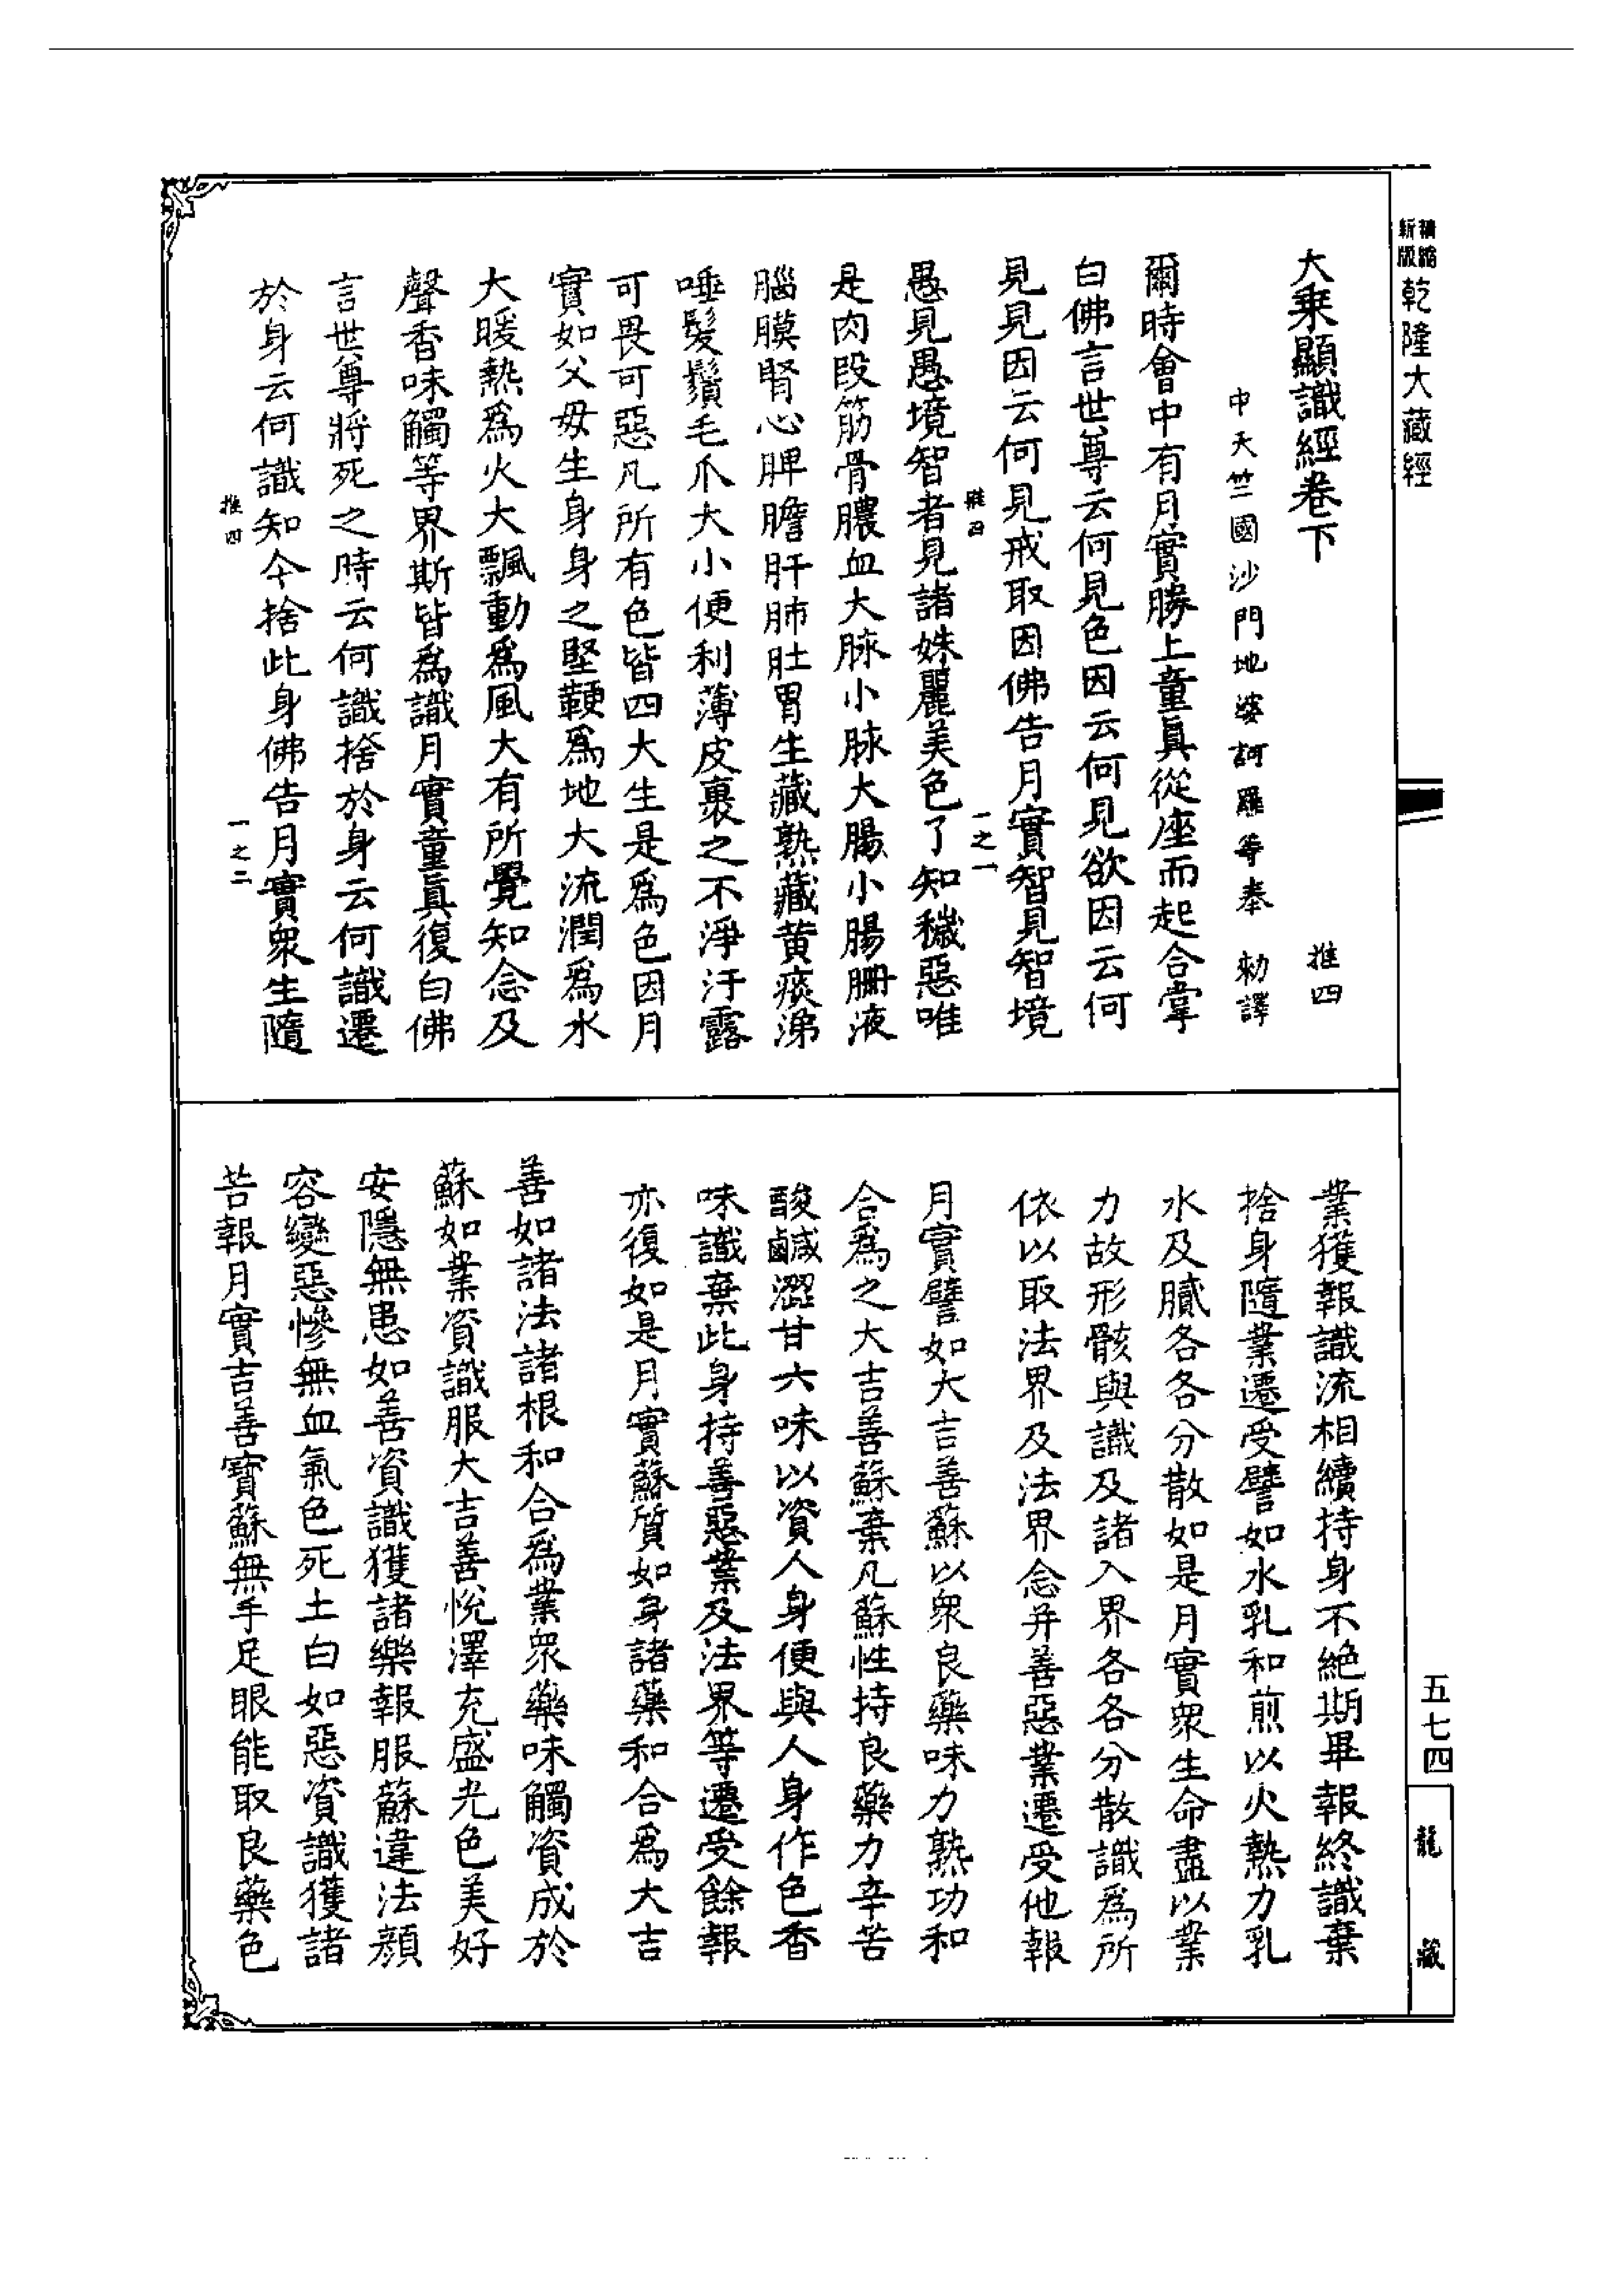 精縮新版乾隆大藏經
五七四
龍藏
大乘顯識經卷下
推四
中天竺國沙門地婆訶羅等奉 勅譯
爾時會中有月實勝上童眞從座而起合掌
白佛言世尊云何見色因云何見欲因云何
見見因云何見戒取因佛告月實智見智境
推四 一之一
愚見愚境智者見諸姝麗美色了知穢惡唯
是肉段筋骨膿血大脉小脉大腸小腸𦙱液
腦膜腎心脾膽肝肺肚胃生藏熟藏黄痰涕
唾髮鬚毛爪大小便利薄皮裹之不淨汙露
可畏可惡凡所有色皆四大生是爲色因月
實如父毋生身身之堅鞕爲地大流潤爲水
大暖熱爲火大飄動爲風大有所覺知念及
聲香味觸等界斯皆爲識月實童眞復白佛
言世尊將死之時云何識捨於身云何識遷
於身云何識知今捨此身佛告月實衆生隨
推四 一之二
業獲報識流相續持身不絶期畢報終識棄
捨身隨業遷受譬如水乳和煎以火熱力乳
水及膩各各分散如是月實衆生命盡以業
力故形骸與識及諸入界各各分散識爲所
依以取法界及法界念并善惡業遷受他報
月實譬如大吉善蘇以衆良藥味力熟功和
合爲之大吉善蘇棄凡蘇性持良藥力辛苦
酸鹹澀甘六味以資人身便與人身作色香
味識棄此身持善惡業及法界等遷受餘報
亦復如是月實蘇質如身諸藥和合爲大吉
善如諸法諸根和合爲業衆藥味觸資成於
蘇如業資識服大吉善悅澤充盛光色美好
安隱無患如善資識獲諸樂報服蘇違法顏
容變惡慘無血氣色死土白如惡資識獲諸
苦報月實吉善寶蘇無手足眼能取良藥色